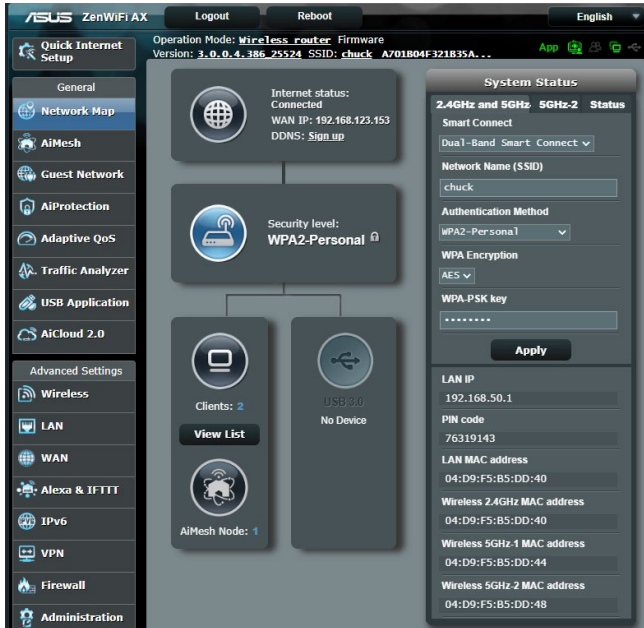 ASUS ZenWiFi AX Logout Reboot English
Quick Internet Setup
Operation Mode: Wireless router Firmware
Version: 3.0.0.4.386_25524 SSID: chuck A701B04F321B35A... App
General
Network Map
AiMesh
Guest Network
AiProtection
Adaptive QoS
Traffic Analyzer
USB Application
AiCloud 2.0
Advanced Settings
Wireless
LAN
WAN
Alexa & IFTTT
IPv6
VPN
Firewall
Administration
Internet status:
Connected
WAN IP: 192.168.123.153
DDNS: Sign up
Security level:
WPA2-Personal
Clients: 2
View List
AiMesh Node: 1
USB 3.0
No Device
System Status
2.4GHz and 5GHz- 5GHz-2 Status
Smart Connect
Dual-Band Smart Connect
Network Name (SSID)
chuck
Authentication Method
WPA2-Personal
WPA Encryption
AES
WPA-PSK key
••••••••
Apply
LAN IP
192.168.50.1
PIN code
76319143
LAN MAC address
04:D9:F5:B5:DD:40
Wireless 2.4GHz MAC address
04:D9:F5:B5:DD:40
Wireless 5GHz-1 MAC address
04:D9:F5:B5:DD:44
Wireless 5GHz-2 MAC address
04:D9:F5:B5:DD:48